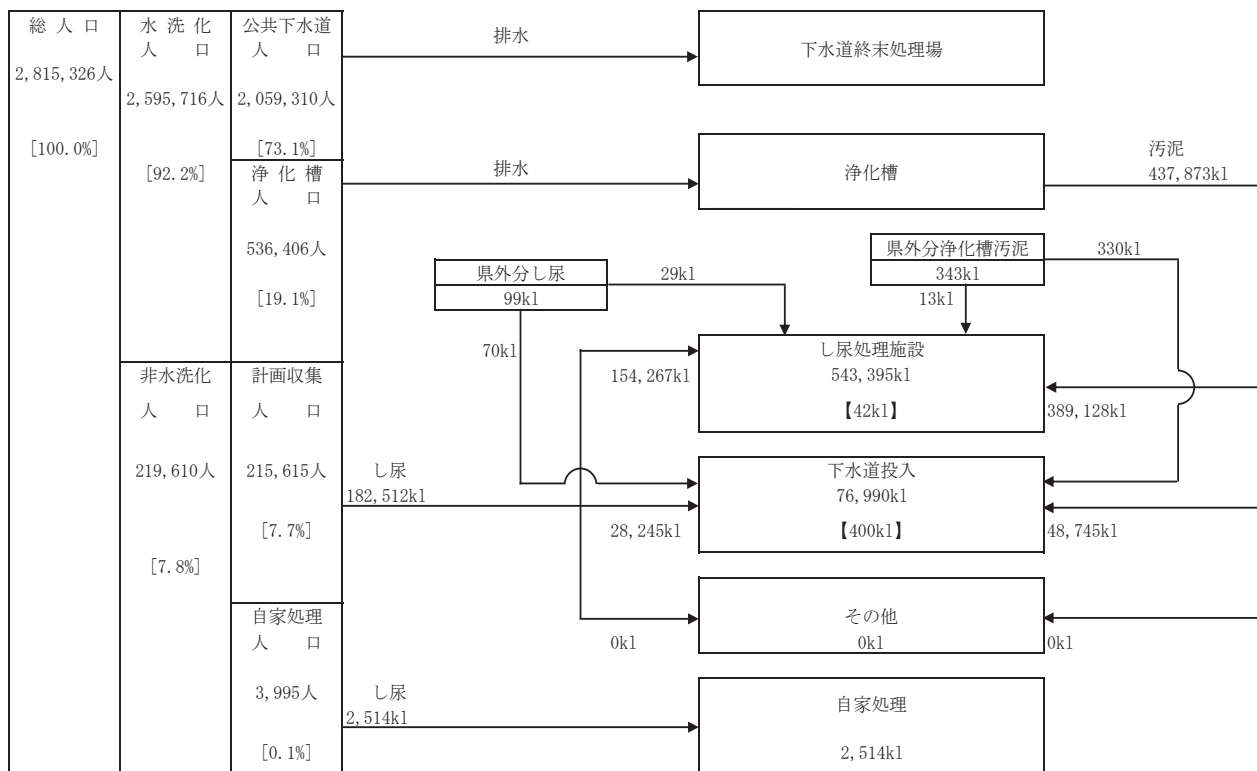 総 人 口
2,815,326人
[100.0%]
水 洗 化
人　　口
2,595,716人
[92.2%]
公共下水道
人　　口
2,059,310人
[73.1%]
浄 化 槽
人　　口
536,406人
[19.1%]
非水洗化
人　　口
219,610人
[7.8%]
計画収集
人　　口
215,615人
[7.7%]
自家処理
人　　口
3,995人
[0.1%]
排水
下水道終末処理場
排水
浄化槽
汚泥
437,873kl
県外分し尿
99kl
29kl
70kl
県外分浄化槽汚泥
343kl
330kl
13kl
し尿処理施設
543,395kl
【42kl】
154,267kl
389,128kl
し尿
182,512kl
下水道投入
76,990kl
【400kl】
28,245kl
48,745kl
その他
0kl
0kl
0kl
し尿
2,514kl
自家処理
2,514kl